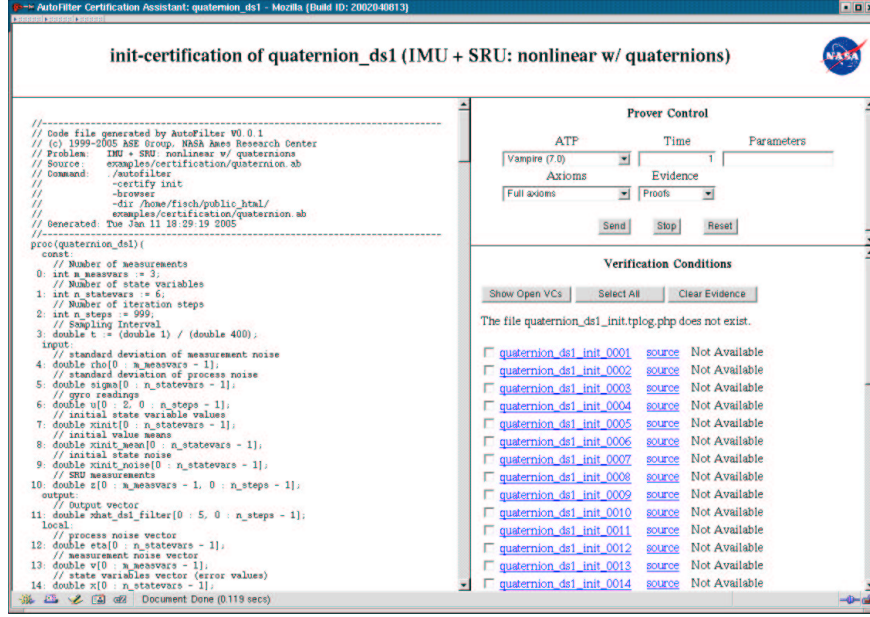 AutoFilter Certification Assistant: quaternion_ds1 - Mozilla {Build ID: 2002040813}
init-certification of quaternion_ds1 (IMU + SRU: nonlinear w/ quaternions)
NASA
//----------------------------------------------------------------------------
// Code file generated by AutoFilter V0.0.1
// (c) 1999-2005 ASE Group, NASA Ames Research Center
// Problem: IMU + SRU: nonlinear w/ quaternions
// Source: examples/certification/quaternion.ab
// Command: ./autofilter
// -certify init
// -browser
// -dir /home/fisch/public_html/
// examples/certification/quaternion.ab
// Generated: Tue Jan 11 18:29:19 2005
//----------------------------------------------------------------------------
proc(quaternion_ds1){
const:
// Number of measurements
0: int m_measvars := 3;
// Number of state variables
1: int n_statevars := 6;
// Number of iteration steps
2: int n_steps := 999;
// Sampling Interval
3: double t := (double 1) / (double 400);
input:
// standard deviation of measurement noise
4: double rho[0 : m_measvars - 1];
// standard deviation of process noise
5: double sigma[0 : n_statevars - 1];
// gyro readings
6: double u[0 : 2, 0 : n_steps - 1];
// initial state variable values
7: double xinit[0 : n_statevars - 1];
// initial value means
8: double xinit_mean[0 : n_statevars - 1];
// initial state noise
9: double xinit_noise[0 : n_statevars - 1];
// SRU measurements
10: double z[0 : m_measvars - 1, 0 : n_steps - 1];
output:
// Output vector
11: double xhat_ds1_filter[0 : 5, 0 : n_steps - 1];
local:
// process noise vector
12: double eta[0 : n_statevars - 1];
// measurement noise vector
13: double v[0 : m_measvars - 1];
// state variables vector (error values)
14: double x[0 : n_statevars - 1];
Prover Control
ATP Time Parameters
Vampire (7.0) 1
Axioms Evidence
Full axioms Proofs
Send Stop Reset
Verification Conditions
Show Open VCs Select All Clear Evidence
The file quaternion_ds1_init.tplog.php does not exist.
quaternion_ds1_init_0001 source Not Available
quaternion_ds1_init_0002 source Not Available
quaternion_ds1_init_0003 source Not Available
quaternion_ds1_init_0004 source Not Available
quaternion_ds1_init_0005 source Not Available
quaternion_ds1_init_0006 source Not Available
quaternion_ds1_init_0007 source Not Available
quaternion_ds1_init_0008 source Not Available
quaternion_ds1_init_0009 source Not Available
quaternion_ds1_init_0010 source Not Available
quaternion_ds1_init_0011 source Not Available
quaternion_ds1_init_0012 source Not Available
quaternion_ds1_init_0013 source Not Available
quaternion_ds1_init_0014 source Not Available
Document: Done (0.119 secs)